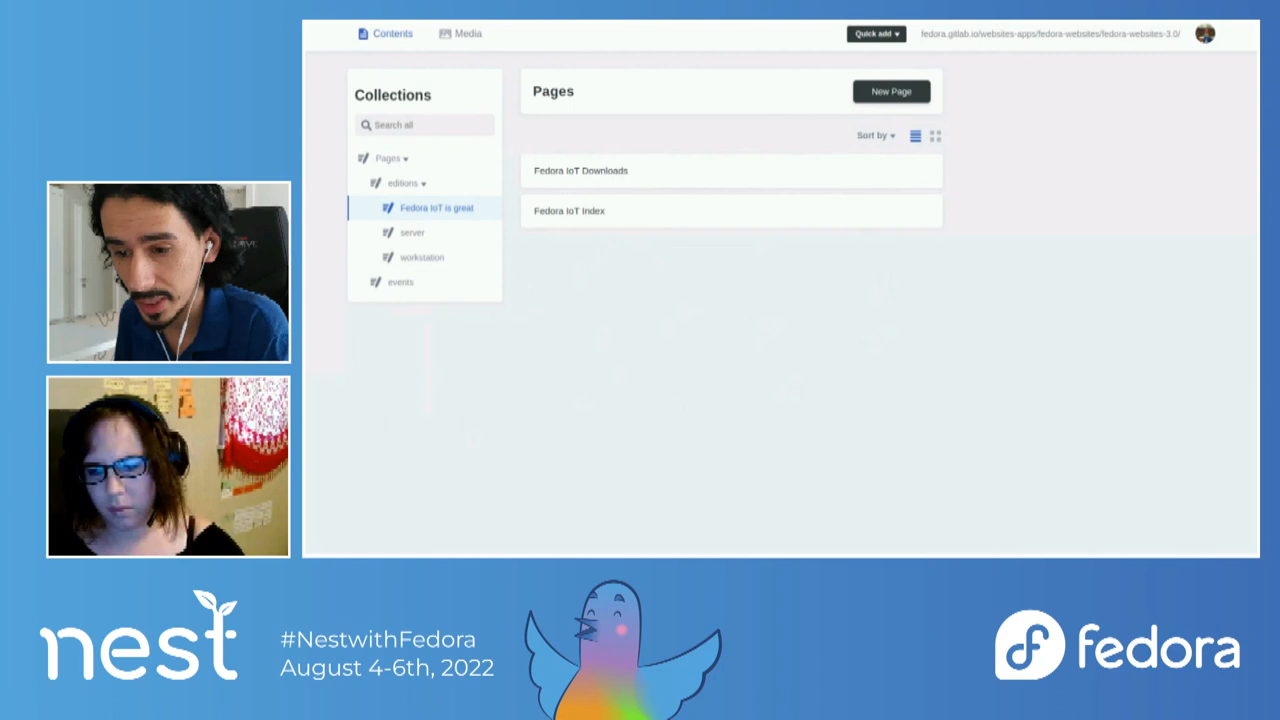 Contents
Media
Quick add
fedora.gitlab.io/websites-apps/fedora-websites/fedora-websites-3.0/
Collections
Search all
Pages
editions
Fedora IoT is great
server
workstation
events
Pages
New Page
Sort by
Fedora IoT Downloads
Fedora IoT Index
nest
#NestwithFedora
August 4-6th, 2022
fedora